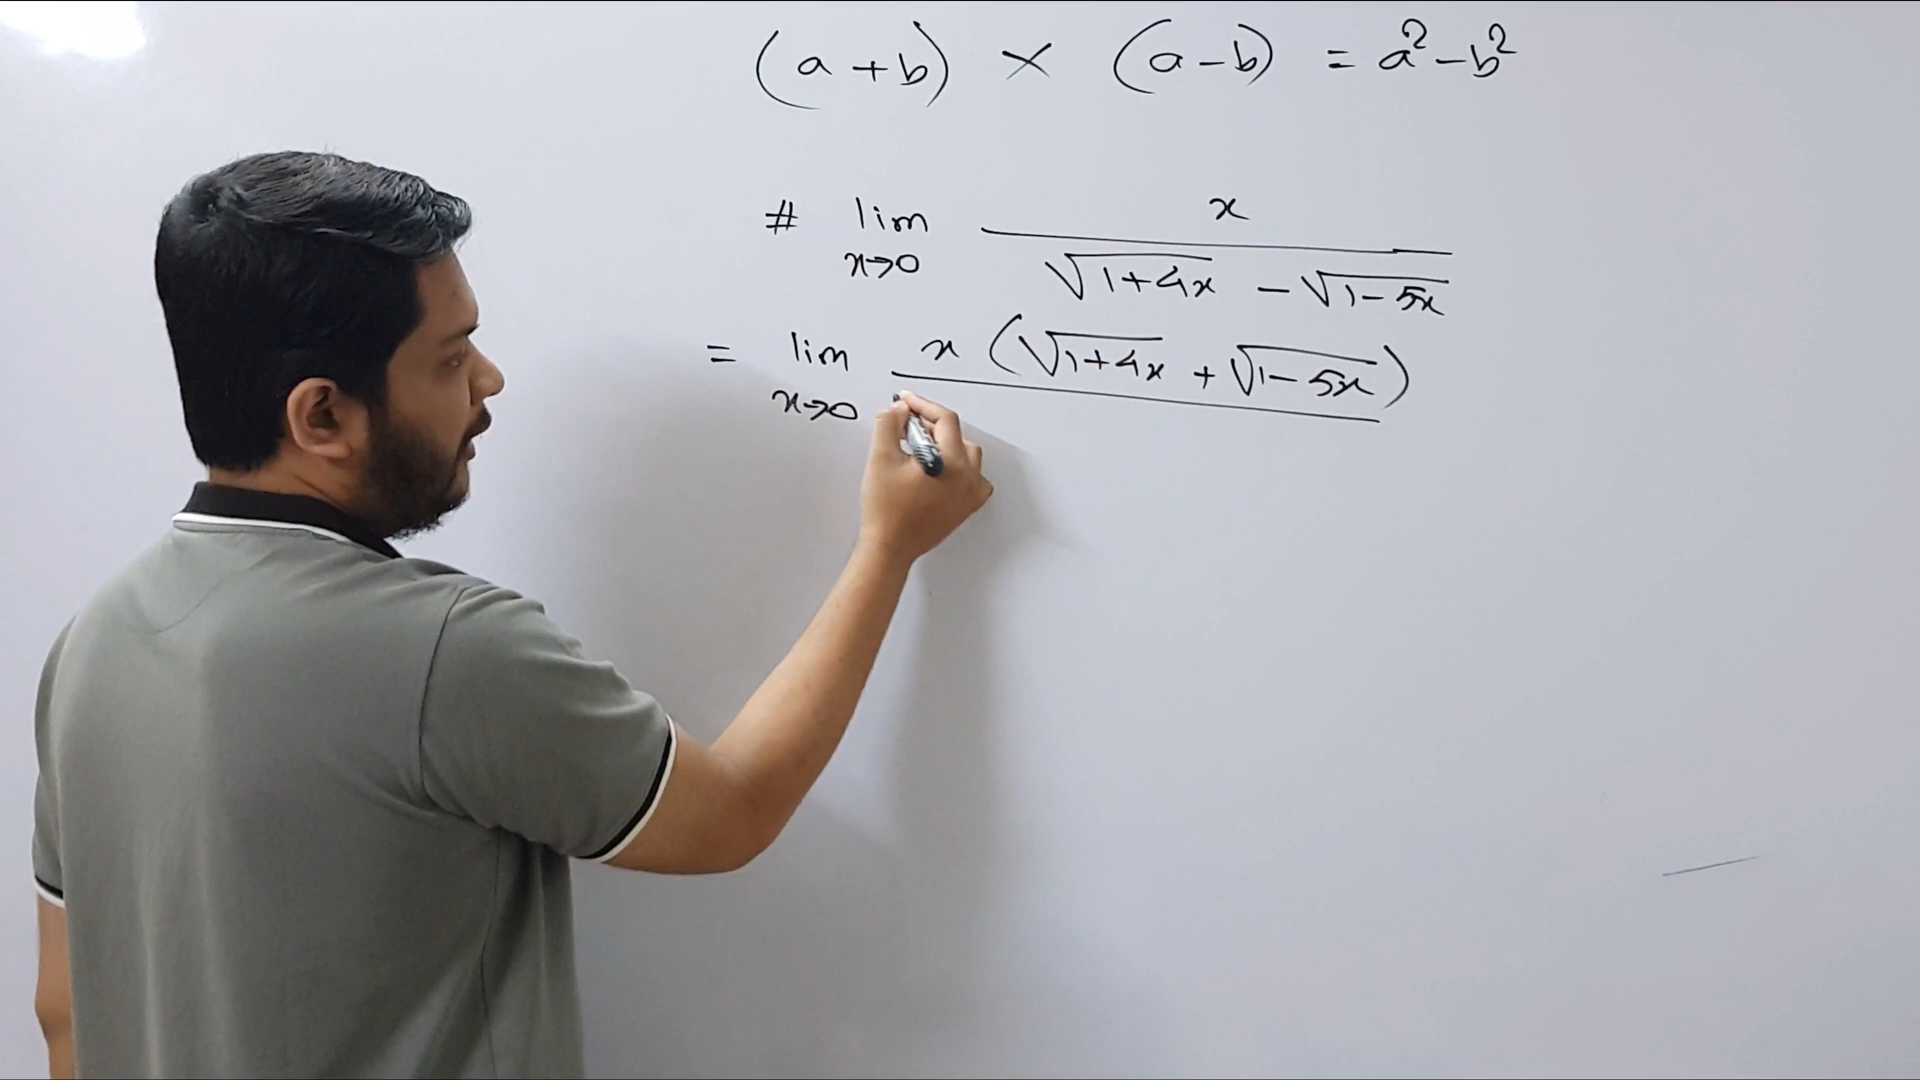 (a + b) × (a - b) = a² - b²
# lim x→0 x / √1+4x - √1-5x
= lim x→0 x (√1+4x + √1-5x)